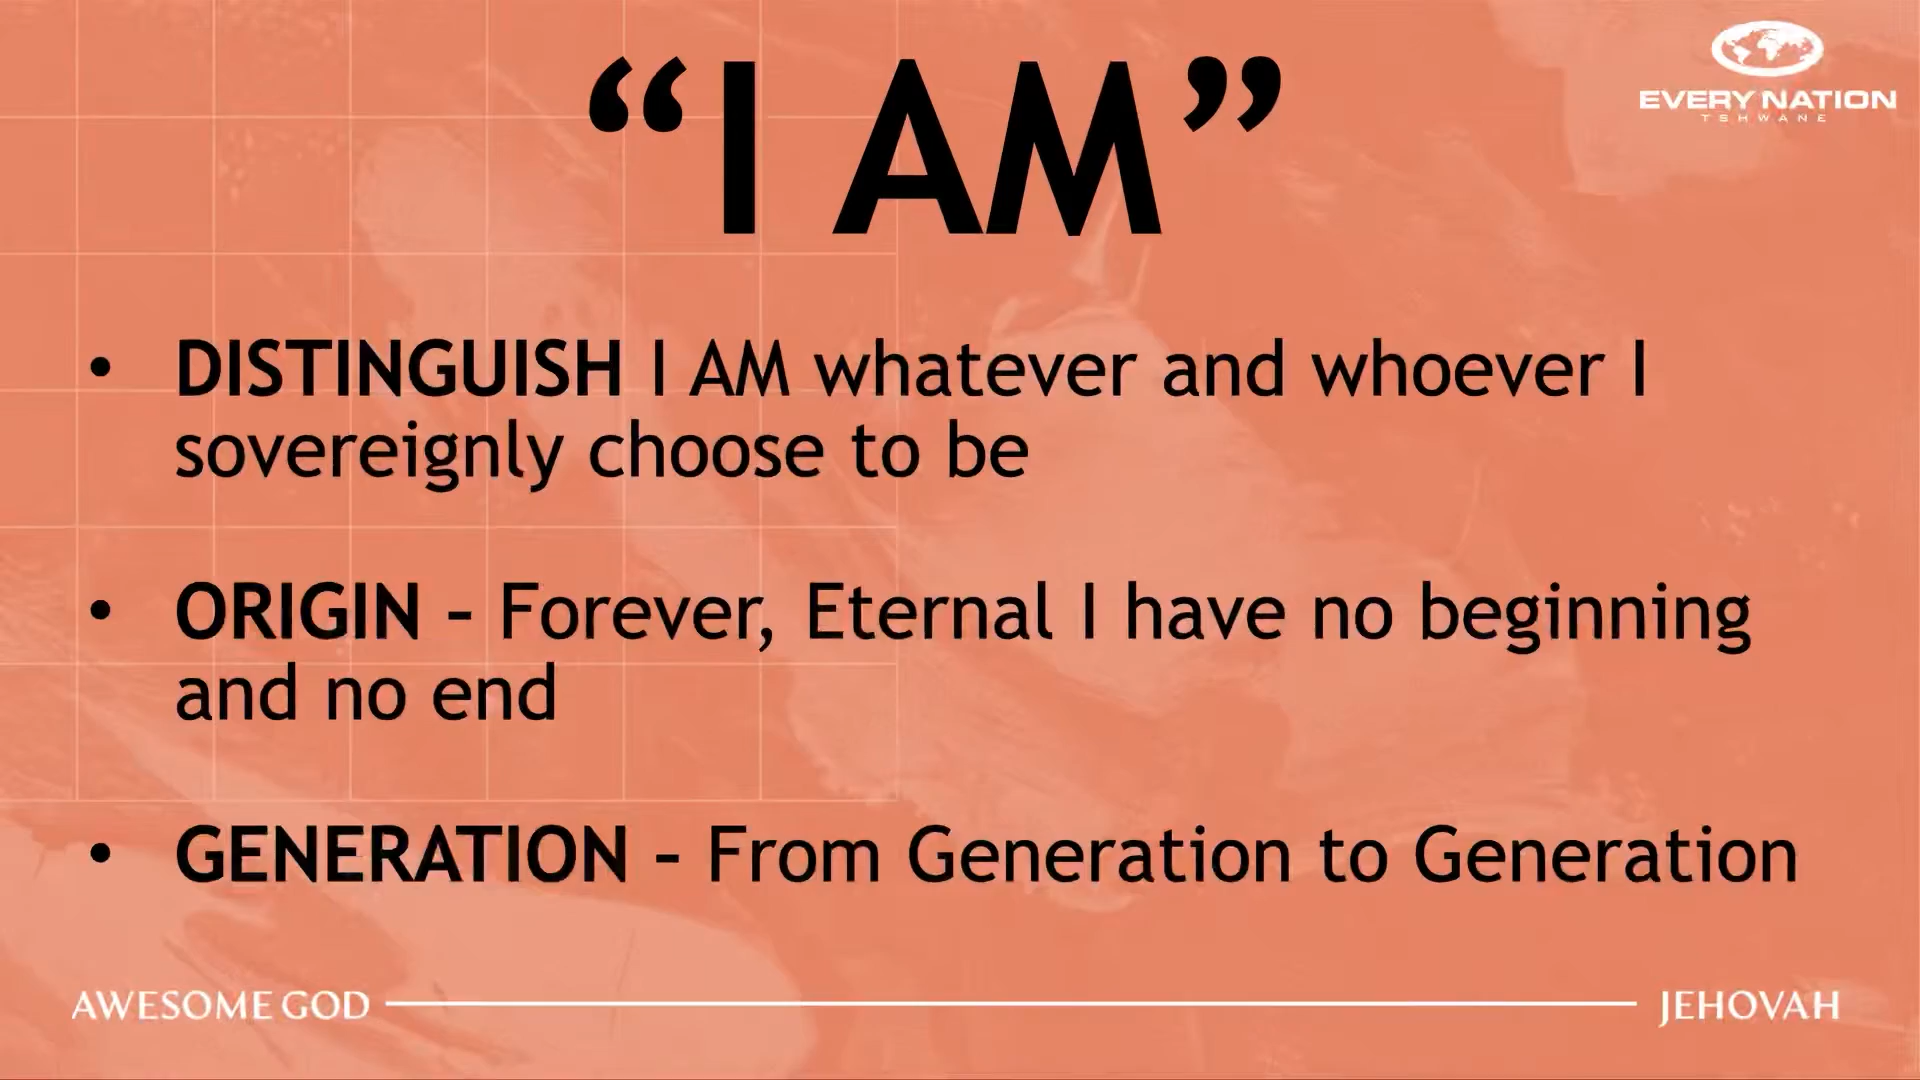 “I AM”
EVERY NATION
TSHWANE
• DISTINGUISH I AM whatever and whoever I
sovereignly choose to be
• ORIGIN – Forever, Eternal I have no beginning
and no end
• GENERATION – From Generation to Generation
AWESOME GOD
JEHOVAH